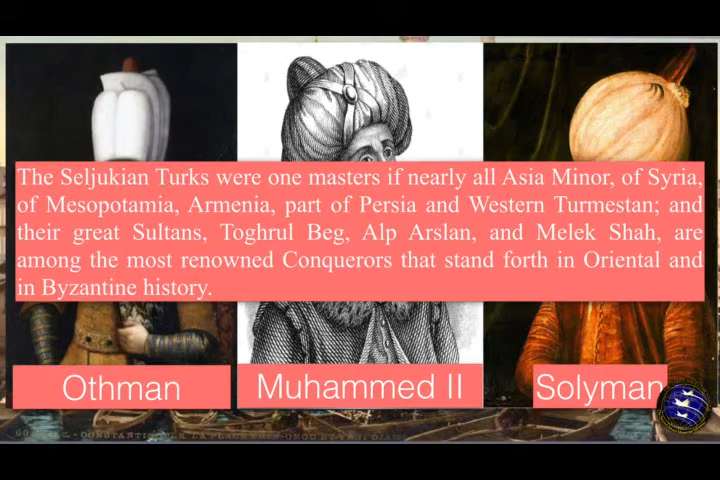 The Seljukian Turks were one masters if nearly all Asia Minor, of Syria,
of Mesopotamia, Armenia, part of Persia and Western Turmestan; and
their great Sultans, Toghrul Beg, Alp Arslan, and Melek Shah, are
among the most renowned Conquerors that stand forth in Oriental and
in Byzantine history.
Othman
Muhammed II
Solyman